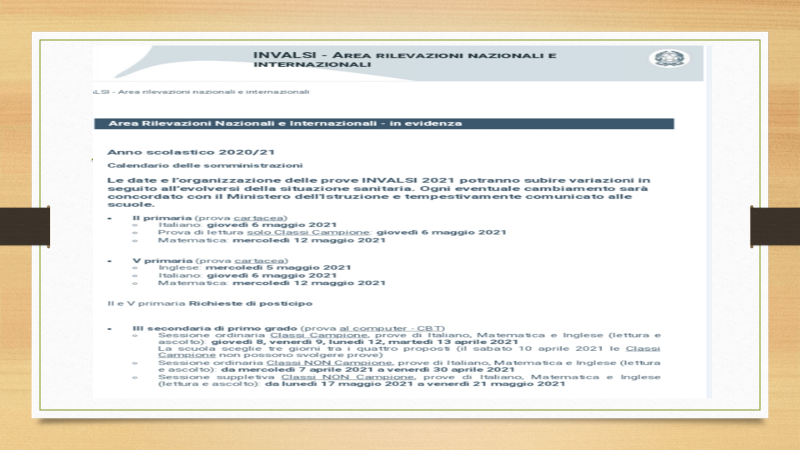 INVALSI - AREA RILEVAZIONI NAZIONALI E
INTERNAZIONALI
LSI - Area rilevazioni nazionali e internazionali
Area Rilevazioni Nazionali e Internazionali - in evidenza
Anno scolastico 2020/21
Calendario delle somministrazioni
Le date e l'organizzazione delle prove INVALSI 2021 potranno subire variazioni in
seguito all'evolversi della situazione sanitaria. Ogni eventuale cambiamento sarà
concordato con il Ministero dell'Istruzione e tempestivamente comunicato alle
scuole.
• II primaria (prova cartacea)
∘ Italiano: giovedì 6 maggio 2021
∘ Prova di lettura solo Classi Campione: giovedì 6 maggio 2021
∘ Matematica: mercoledì 12 maggio 2021
• V primaria (prova cartacea)
∘ Inglese: mercoledì 5 maggio 2021
∘ Italiano: giovedì 6 maggio 2021
∘ Matematica: mercoledì 12 maggio 2021
II e V primaria Richieste di posticipo
• III secondaria di primo grado (prova al computer - CBT)
∘ Sessione ordinaria Classi Campione, prove di Italiano, Matematica e Inglese (lettura e
ascolto): giovedì 8, venerdì 9, lunedì 12, martedì 13 aprile 2021
La scuola sceglie tre giorni tra i quattro proposti (il sabato 10 aprile 2021 le Classi
Campione non possono svolgere prove)
∘ Sessione ordinaria Classi NON Campione, prove di Italiano, Matematica e Inglese (lettura
e ascolto): da mercoledì 7 aprile 2021 a venerdì 30 aprile 2021
∘ Sessione suppletiva Classi NON Campione, prove di Italiano, Matematica e Inglese
(lettura e ascolto): da lunedì 17 maggio 2021 a venerdì 21 maggio 2021